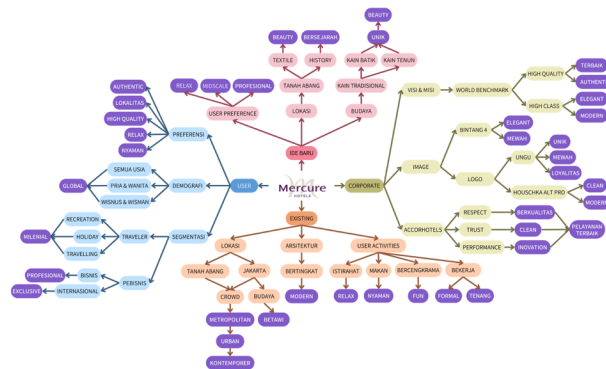 BEAUTY
BEAUTY
BERSEJARAH
UNIK
TEXTILE
HISTORY
KAIN BATIK
KAIN TENUN
RELAX
MIDSCALE
PROFESIONAL
TANAH ABANG
KAIN TRADISIONAL
USER PREFERENCE
LOKASI
BUDAYA
IDE BARU
AUTHENTIC
LOKALITAS
HIGH QUALITY
RELAX
NYAMAN
PREFERENSI
SEMUA USIA
PRIA & WANITA
WISNUS & WISMAN
GLOBAL
DEMOGRAFI
USER
RECREATION
HOLIDAY
TRAVELLING
MILENIAL
TRAVELER
SEGMENTASI
PROFESIONAL
BISNIS
EXCLUSIVE
INTERNASIONAL
PEBISNIS
Mercure
HOTELS
CORPORATE
VISI & MISI
WORLD BENCHMARK
HIGH QUALITY
TERBAIK
AUTHENTIC
HIGH CLASS
ELEGANT
MODERN
IMAGE
BINTANG 4
ELEGANT
MEWAH
LOGO
UNGU
UNIK
MEWAH
LOYALITAS
HOUSCHKA ALT PRO
CLEAN
MODERN
ACCORHOTELS
RESPECT
BERKUALITAS
TRUST
CLEAN
PERFORMANCE
INOVATION
PELAYANAN
TERBAIK
EXISTING
LOKASI
ARSITEKTUR
USER ACTIVITIES
TANAH ABANG
JAKARTA
BERTINGKAT
ISTIRAHAT
MAKAN
BERCENGKRAMA
BEKERJA
CROWD
BUDAYA
MODERN
RELAX
NYAMAN
FUN
FORMAL
TENANG
METROPOLITAN
BETAWI
URBAN
KONTEMPORER